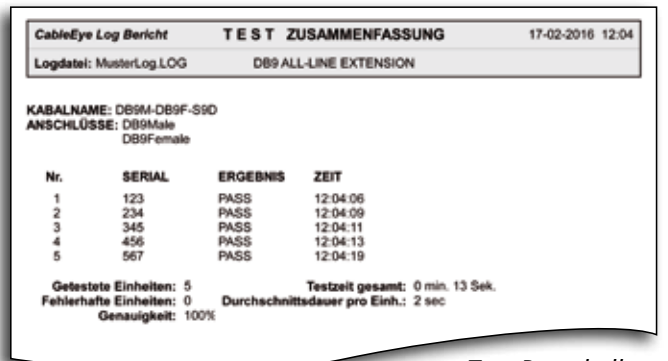 CableEye Log Bericht TEST ZUSAMMENFASSUNG 17-02-2016 12:04
Logdatei: MusterLog.LOG DB9 ALL-LINE EXTENSION
KABALNAME: DB9M-DB9F-S9D
ANSCHLÜSSE: DB9Male
DB9Female
Nr. SERIAL ERGEBNIS ZEIT
1 123 PASS 12:04:06
2 234 PASS 12:04:09
3 345 PASS 12:04:11
4 456 PASS 12:04:13
5 567 PASS 12:04:19
Getestete Einheiten: 5 Testzeit gesamt: 0 min. 13 Sek.
Fehlerhafte Einheiten: 0 Durchschnittsdauer pro Einh.: 2 sec
Genauigkeit: 100%